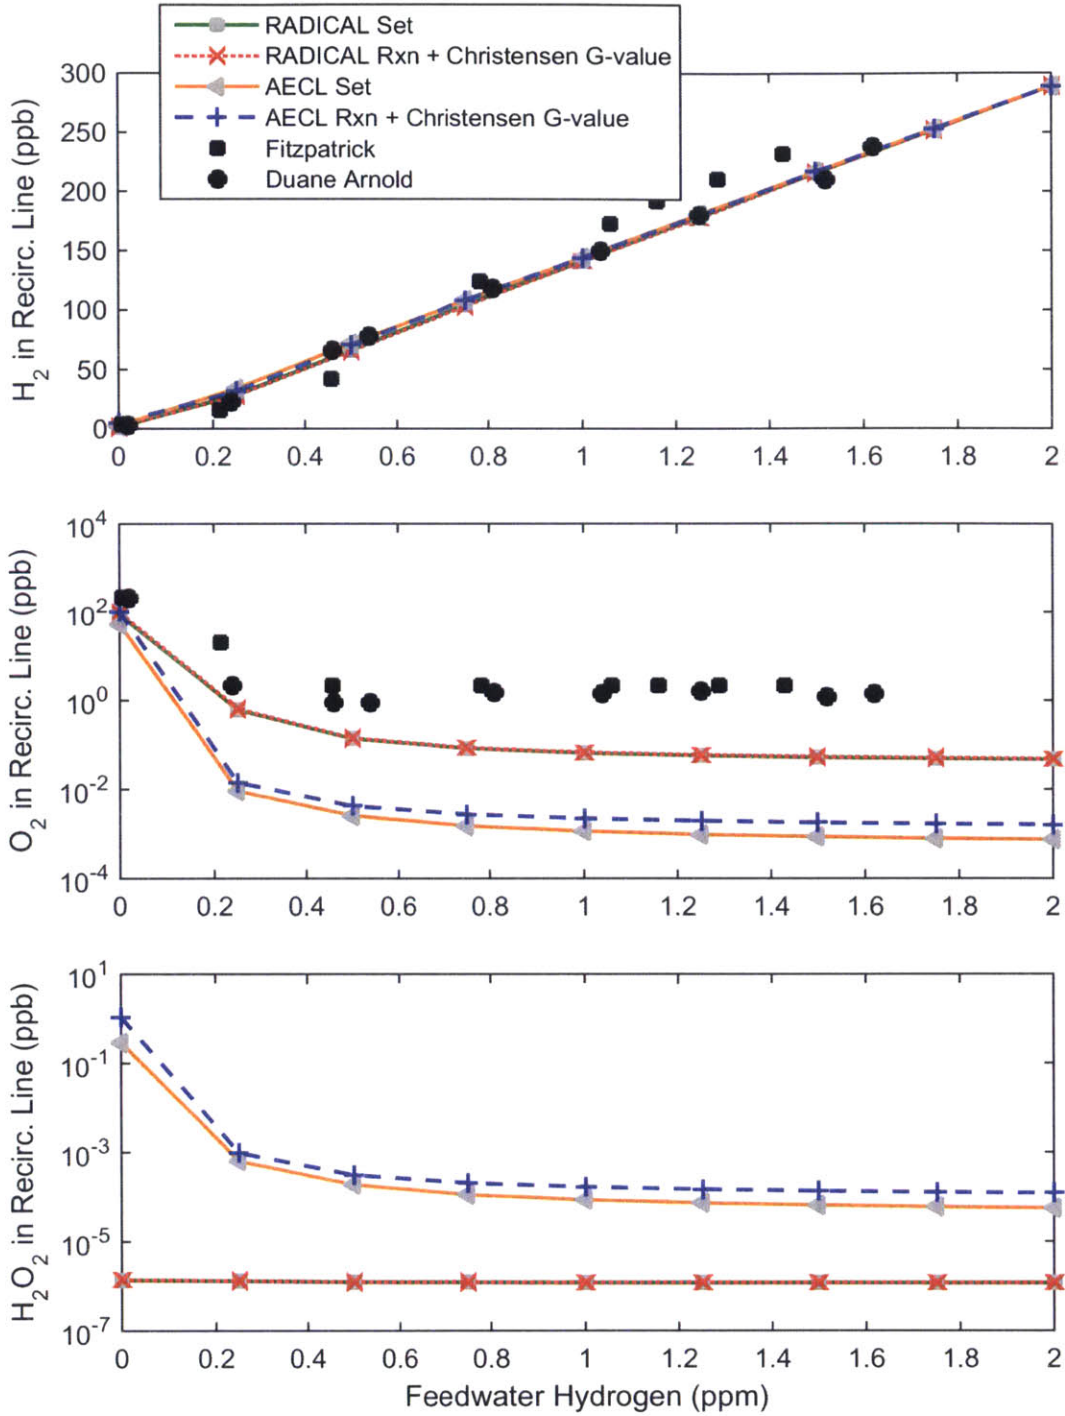 RADICAL Set
RADICAL Rxn + Christensen G-value
AECL Set
AECL Rxn + Christensen G-value
Fitzpatrick
Duane Arnold
H2 in Recirc. Line (ppb)
300
250
200
150
100
50
0
0 0.2 0.4 0.6 0.8 1 1.2 1.4 1.6 1.8 2
O2 in Recirc. Line (ppb)
10^4
10^2
10^0
10^-2
10^-4
0 0.2 0.4 0.6 0.8 1 1.2 1.4 1.6 1.8 2
H2O2 in Recirc. Line (ppb)
10^1
10^-1
10^-3
10^-5
10^-7
0 0.2 0.4 0.6 0.8 1 1.2 1.4 1.6 1.8 2
Feedwater Hydrogen (ppm)